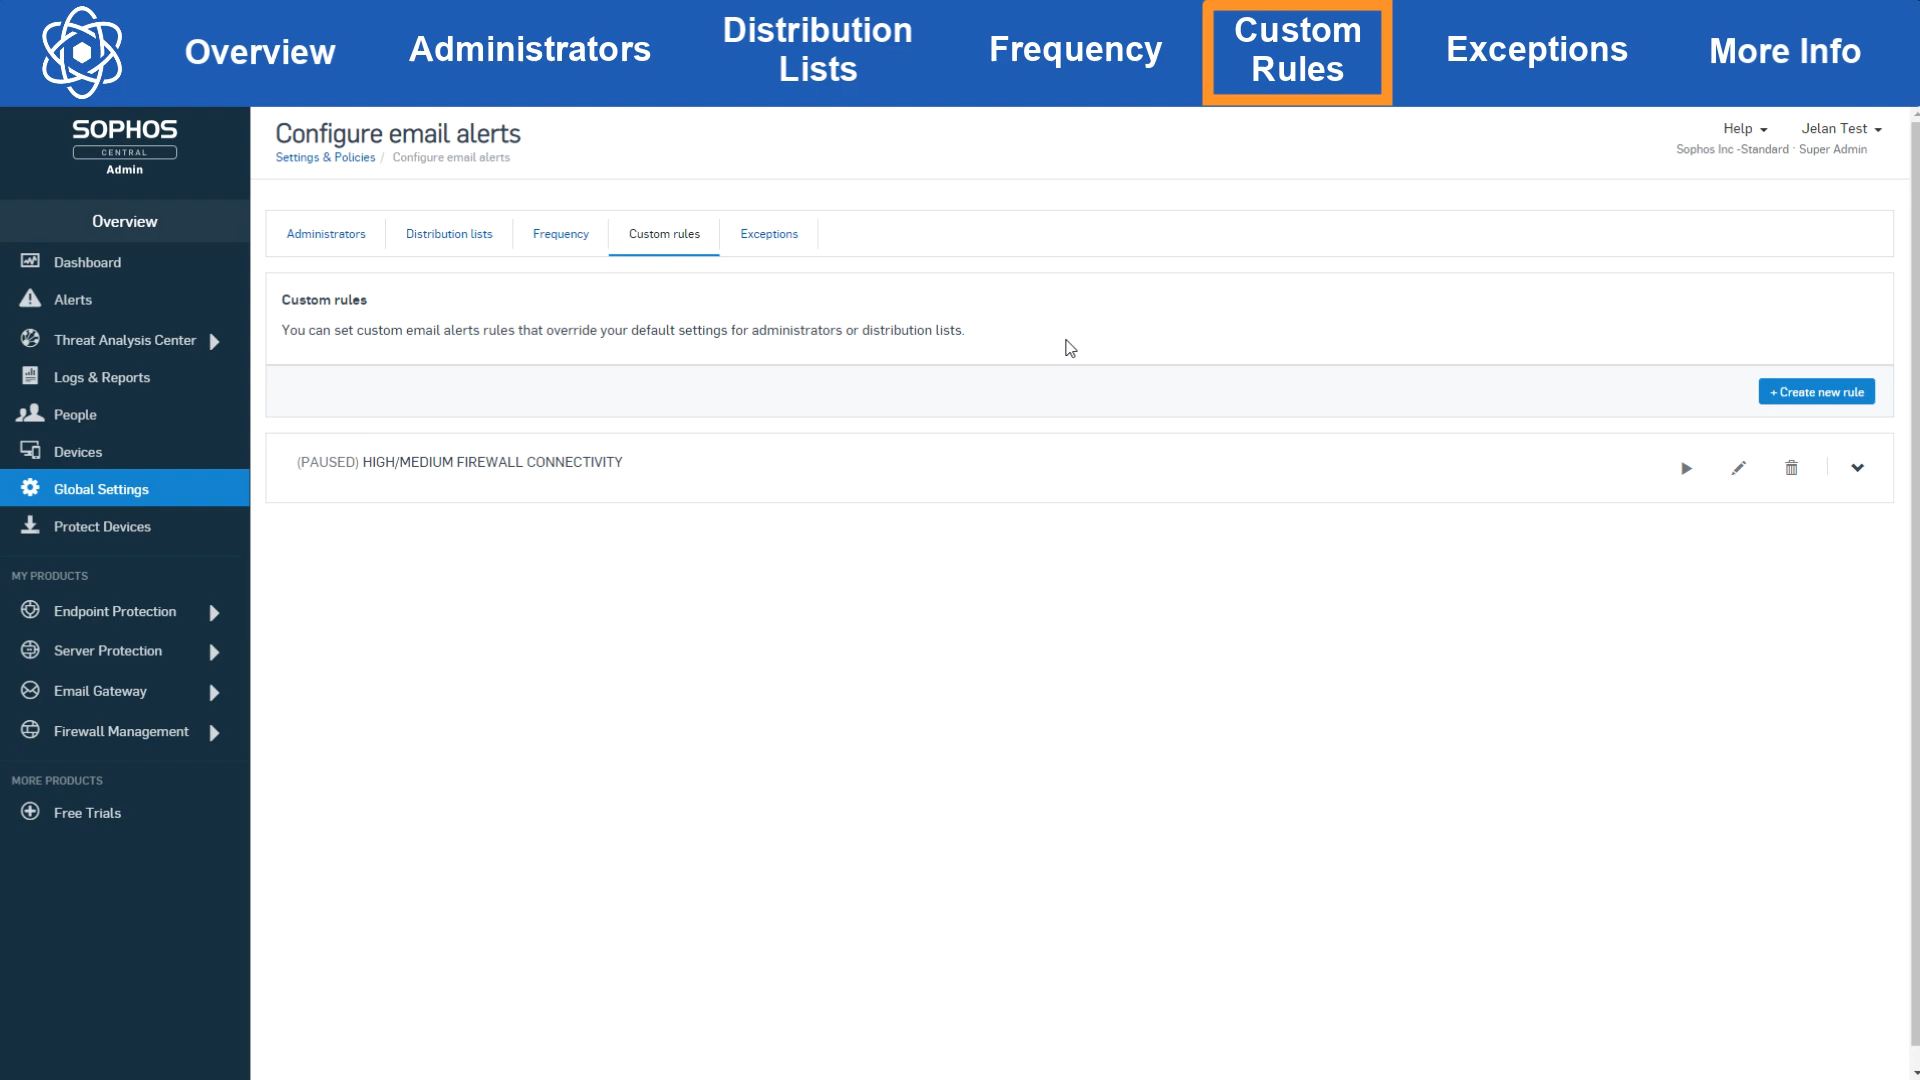 Overview
Administrators
Distribution
Lists
Frequency
Custom
Rules
Exceptions
More Info
SOPHOS
CENTRAL
Admin
Overview
Dashboard
Alerts
Threat Analysis Center
Logs & Reports
People
Devices
Global Settings
Protect Devices
MY PRODUCTS
Endpoint Protection
Server Protection
Email Gateway
Firewall Management
MORE PRODUCTS
Free Trials
Configure email alerts
Settings & Policies / Configure email alerts
Help
Jelan Test
Sophos Inc -Standard · Super Admin
Administrators
Distribution lists
Frequency
Custom rules
Exceptions
Custom rules
You can set custom email alerts rules that override your default settings for administrators or distribution lists.
+ Create new rule
(PAUSED) HIGH/MEDIUM FIREWALL CONNECTIVITY